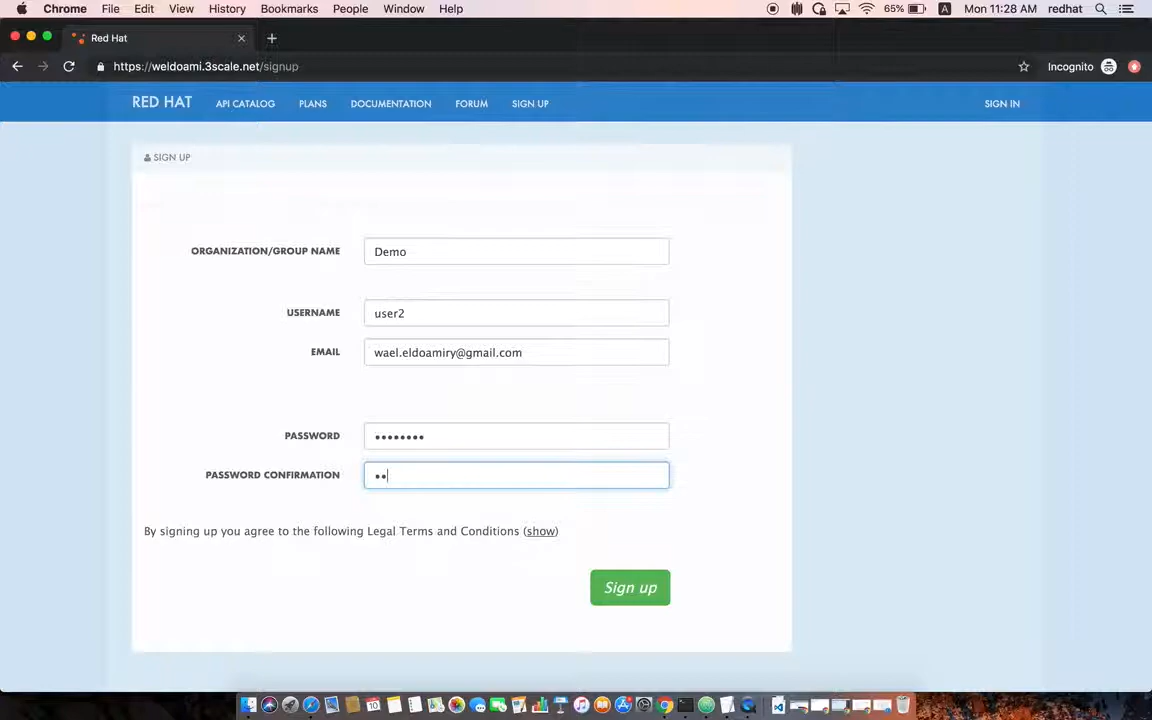 Chrome File Edit View History Bookmarks People Window Help 65% A Mon 11:28 AM redhat
Red Hat
https://weldoami.3scale.net/signup Incognito
RED HAT API CATALOG PLANS DOCUMENTATION FORUM SIGN UP SIGN IN
SIGN UP
ORGANIZATION/GROUP NAME Demo
USERNAME user2
EMAIL wael.eldoamiry@gmail.com
PASSWORD ••••••••
PASSWORD CONFIRMATION ••
By signing up you agree to the following Legal Terms and Conditions (show)
Sign up